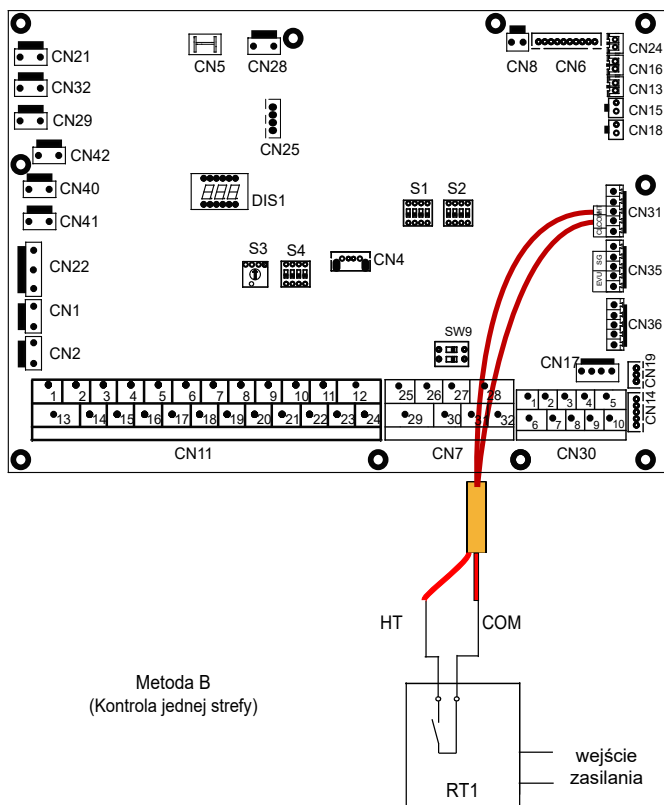 CN21
CN32
CN29
CN42
CN40
CN41
CN22
CN1
CN2
CN5
CN28
CN25
DIS1
S1
S2
S3
S4
CN4
SW9
CN8
CN6
CN24
CN16
CN13
CN15
CN18
CN31
SG
EVU
CN35
CN36
CN17
CN19
CN14
1 2 3 4 5 6 7 8 9 10 11 12
13 14 15 16 17 18 19 20 21 22 23 24
CN11
25 26 27 28
29 30 31 32
CN7
1 2 3 4 5
6 7 8 9 10
CN30
HT
COM
Metoda B
(Kontrola jednej strefy)
RT1
wejście
zasilania